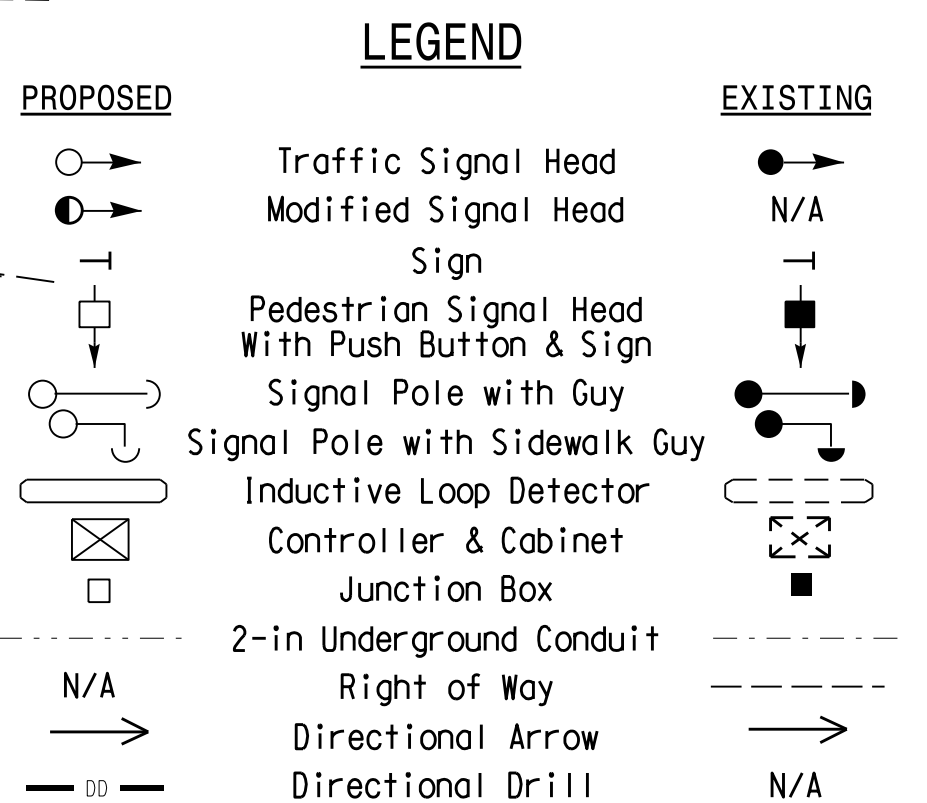 LEGEND
PROPOSED EXISTING
Traffic Signal Head
Modified Signal Head N/A
Sign
Pedestrian Signal Head
With Push Button & Sign
Signal Pole with Guy
Signal Pole with Sidewalk Guy
Inductive Loop Detector
Controller & Cabinet
Junction Box
2-in Underground Conduit
N/A Right of Way
Directional Arrow
DD Directional Drill N/A